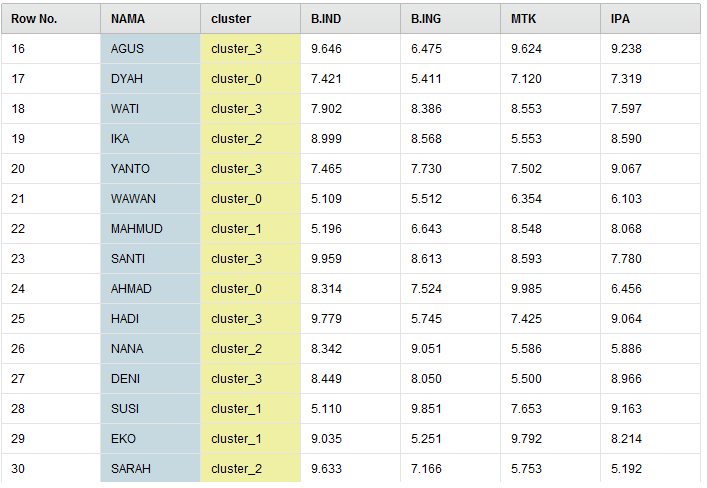 Row No. NAMA cluster B.IND B.ING MTK IPA
16 AGUS cluster_3 9.646 6.475 9.624 9.238
17 DYAH cluster_0 7.421 5.411 7.120 7.319
18 WATI cluster_3 7.902 8.386 8.553 7.597
19 IKA cluster_2 8.999 8.568 5.553 8.590
20 YANTO cluster_3 7.465 7.730 7.502 9.067
21 WAWAN cluster_0 5.109 5.512 6.354 6.103
22 MAHMUD cluster_1 5.196 6.643 8.548 8.068
23 SANTI cluster_3 9.959 8.613 8.593 7.780
24 AHMAD cluster_0 8.314 7.524 9.985 6.456
25 HADI cluster_3 9.779 5.745 7.425 9.064
26 NANA cluster_2 8.342 9.051 5.586 5.886
27 DENI cluster_3 8.449 8.050 5.500 8.966
28 SUSI cluster_1 5.110 9.851 7.653 9.163
29 EKO cluster_1 9.035 5.251 9.792 8.214
30 SARAH cluster_2 9.633 7.166 5.753 5.192